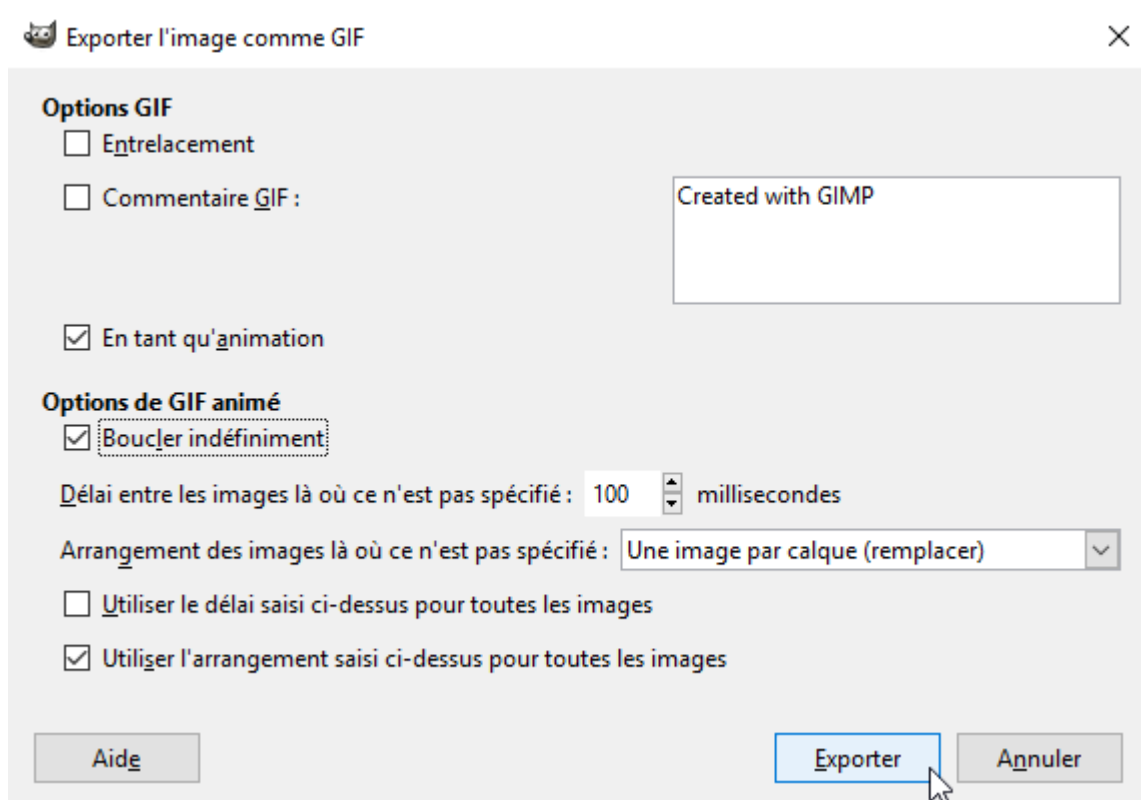 Exporter l'image comme GIF
Options GIF
Entrelacement
Commentaire GIF :
Created with GIMP
En tant qu'animation
Options de GIF animé
Boucler indéfiniment
Délai entre les images là où ce n'est pas spécifié : 100 millisecondes
Arrangement des images là où ce n'est pas spécifié : Une image par calque (remplacer)
Utiliser le délai saisi ci-dessus pour toutes les images
Utiliser l'arrangement saisi ci-dessus pour toutes les images
Aide Exporter Annuler